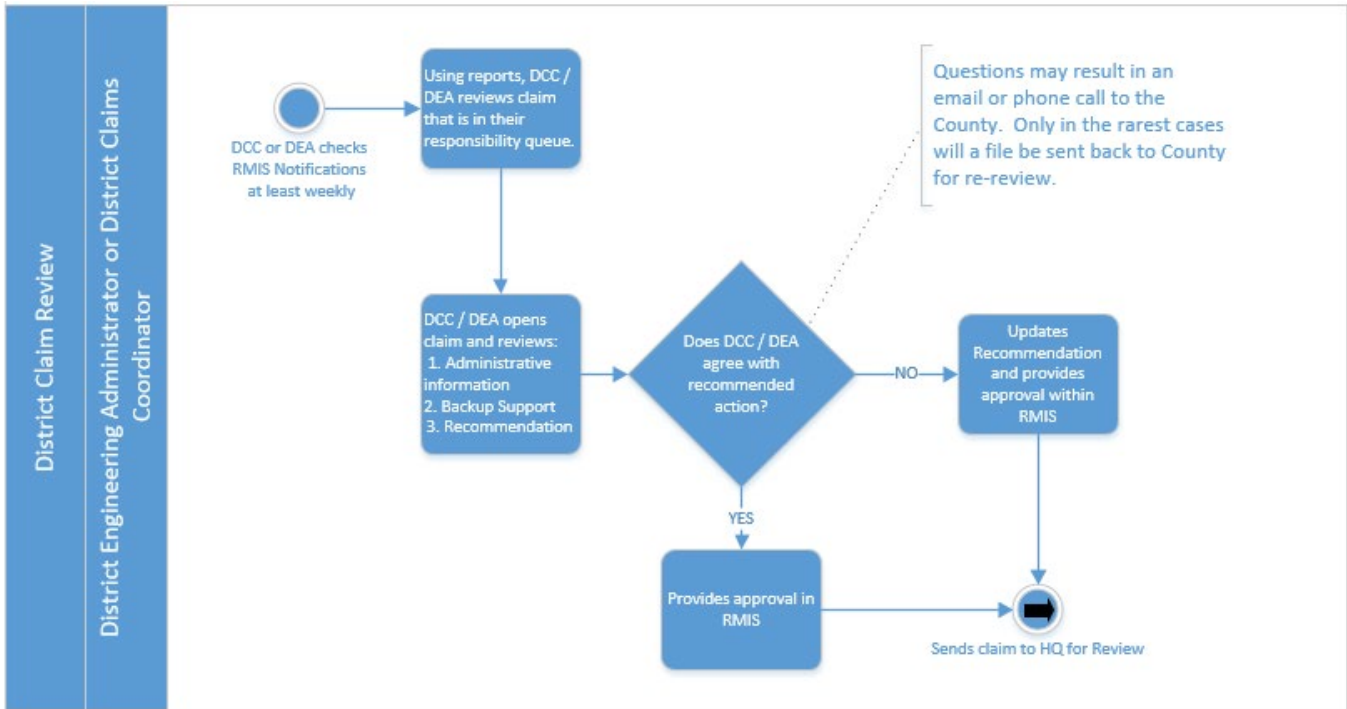 District Claim Review
District Engineering Administrator or District Claims
Coordinator
DCC or DEA checks
RMIS Notifications
at least weekly
Using reports, DCC /
DEA reviews claim
that is in their
responsibility queue.
Questions may result in an
email or phone call to the
County. Only in the rarest cases
will a file be sent back to County
for re-review.
DCC / DEA opens
claim and reviews:
1. Administrative
information
2. Backup Support
3. Recommendation
Does DCC / DEA
agree with
recommended
action?
NO
Updates
Recommendation
and provides
approval within
RMIS
YES
Provides approval in
RMIS
Sends claim to HQ for Review